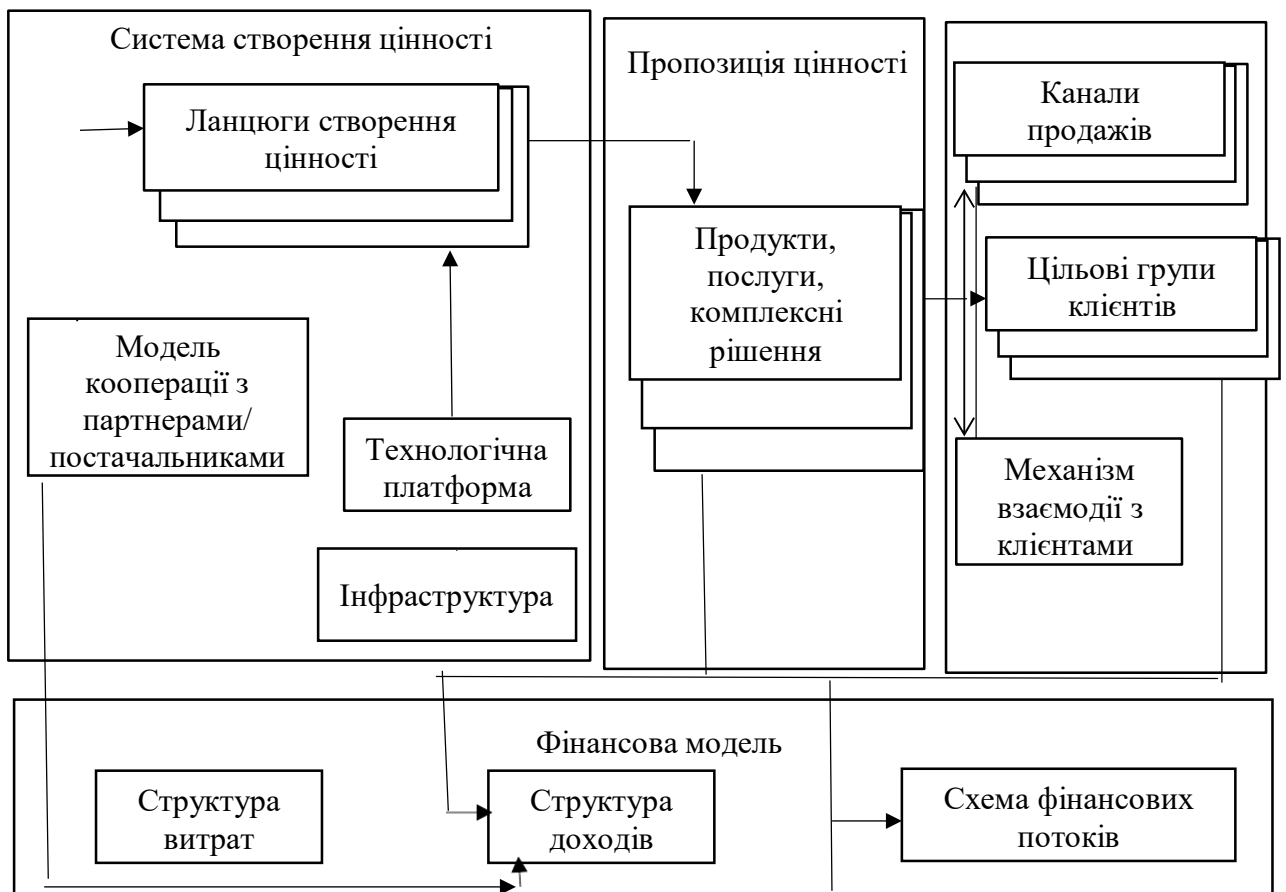 Система створення цінності
Ланцюги створення
цінності
Модель
кооперації з
партнерами/
постачальниками
Технологічна
платформа
Інфраструктура
Пропозиція цінності
Продукти,
послуги,
комплексні
рішення
Канали
продажів
Цільові групи
клієнтів
Механізм
взаємодії з
клієнтами
Фінансова модель
Структура
витрат
Структура
доходів
Схема фінансових
потоків